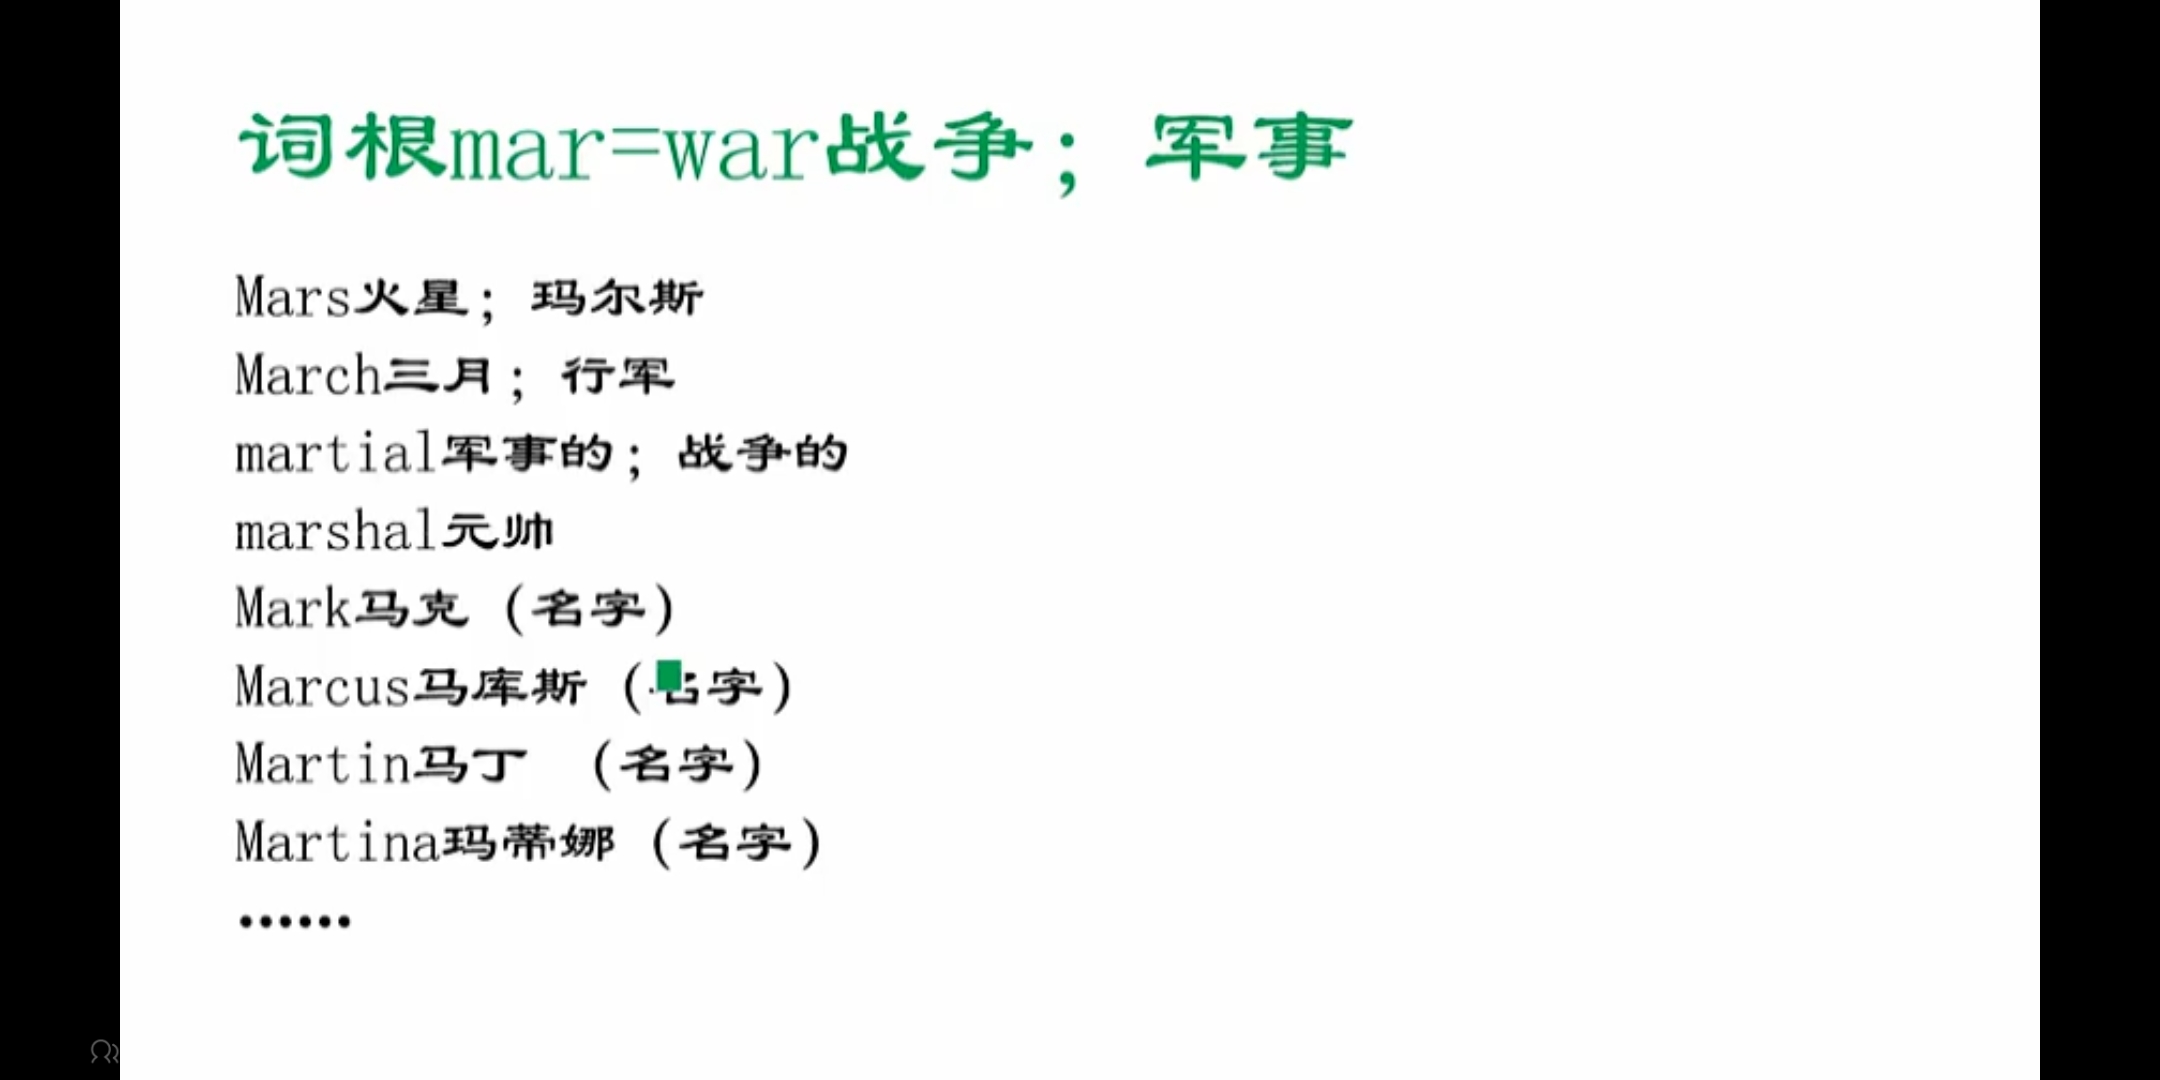 词根mar=war战争；军事
Mars火星；玛尔斯
March三月；行军
martial军事的；战争的
marshal元帅
Mark马克（名字）
Marcus马库斯（名字）
Martin马丁 （名字）
Martina玛蒂娜（名字）
……